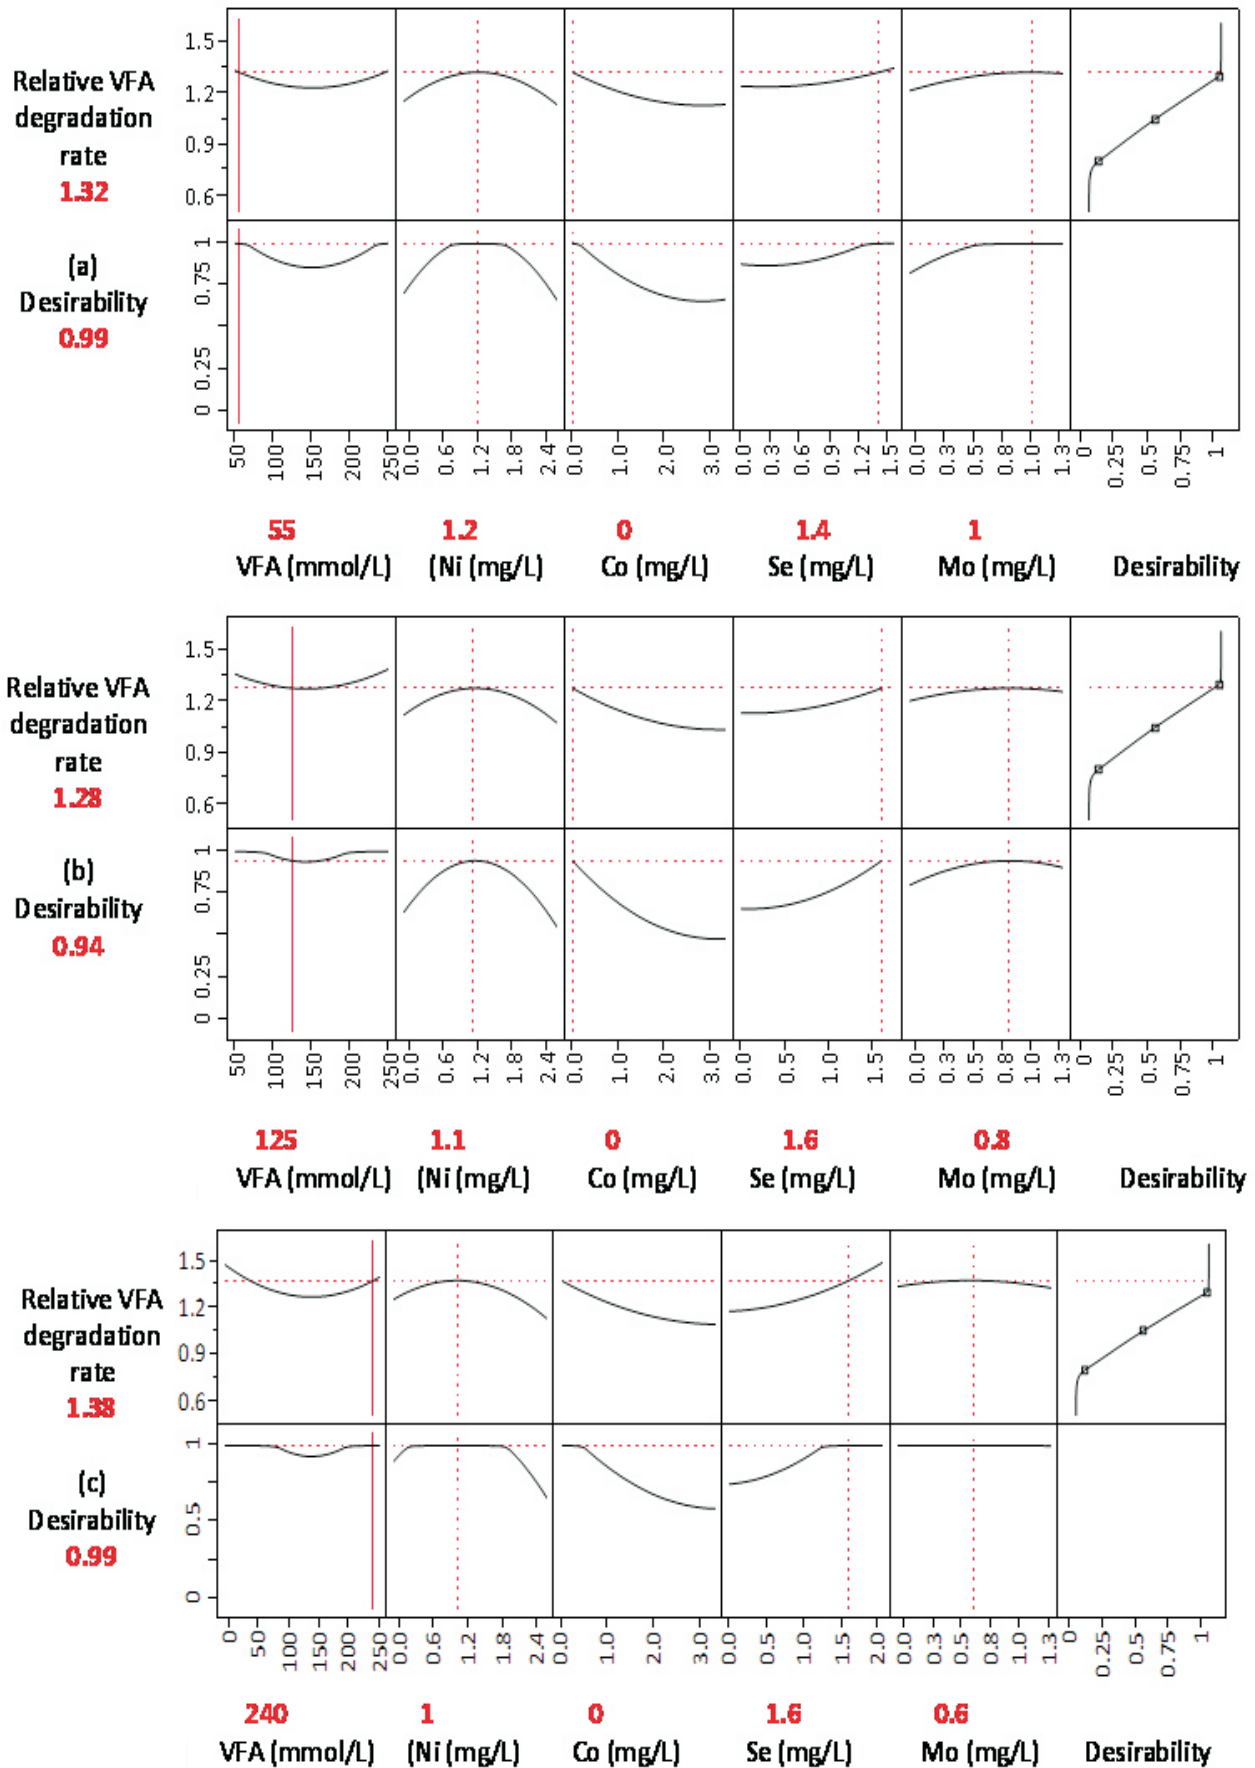 Relative VFA
degradation
rate
1.32
1.5
1.2
0.9
0.6
(a)
Desirability
0.99
1
0.75
0.25
0
50 100 150 200 250 0.0 0.6 1.2 1.8 2.4 0.0 1.0 2.0 3.0 0.0 0.3 0.6 0.9 1.2 1.5 0.0 0.3 0.5 0.8 1.0 1.3 0 0.25 0.5 0.75 1
55 1.2 0 1.4 1
VFA (mmol/L) (Ni (mg/L) Co (mg/L) Se (mg/L) Mo (mg/L) Desirability
Relative VFA
degradation
rate
1.28
1.5
1.2
0.9
0.6
(b)
Desirability
0.94
1
0.75
0.25
0
50 100 150 200 250 0.0 0.6 1.2 1.8 2.4 0.0 1.0 2.0 3.0 0.0 0.5 1.0 1.5 0.0 0.3 0.5 0.8 1.0 1.3 0 0.25 0.5 0.75 1
125 1.1 0 1.6 0.8
VFA (mmol/L) (Ni (mg/L) Co (mg/L) Se (mg/L) Mo (mg/L) Desirability
Relative VFA
degradation
rate
1.38
1.5
1.2
0.9
0.6
(c)
Desirability
0.99
1
0.5
0
0 50 100 150 200 250 0.0 0.6 1.2 1.8 2.4 0.0 1.0 2.0 3.0 0.0 0.5 1.0 1.5 2.0 0.0 0.3 0.5 0.8 1.0 1.3 0 0.25 0.5 0.75 1
240 1 0 1.6 0.6
VFA (mmol/L) (Ni (mg/L) Co (mg/L) Se (mg/L) Mo (mg/L) Desirability